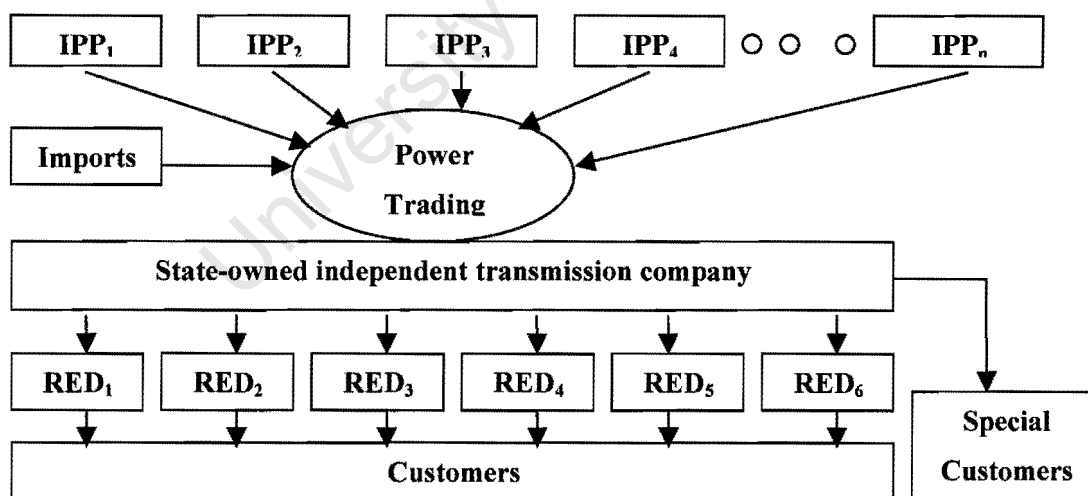 IPP₁ IPP₂ IPP₃ IPP₄ IPPₙ
Imports
Power
Trading
University
State-owned independent transmission company
RED₁ RED₂ RED₃ RED₄ RED₅ RED₆
Special
Customers
Customers